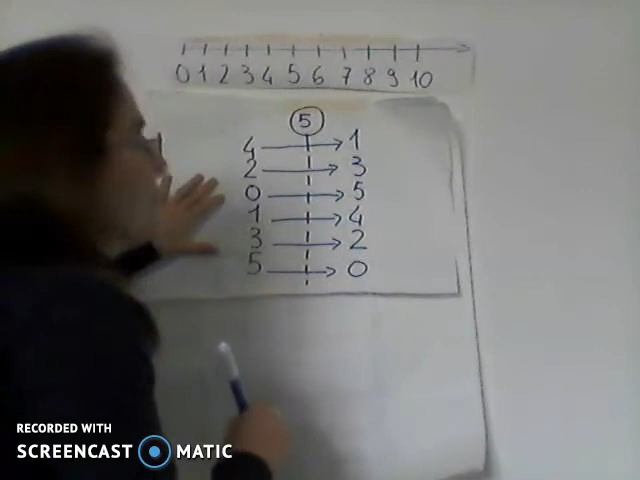 0 1 2 3 4 5 6 7 8 9 10
5
4 → 1
2 → 3
0 → 5
1 → 4
3 → 2
5 → 0
RECORDED WITH
SCREENCAST MATIC